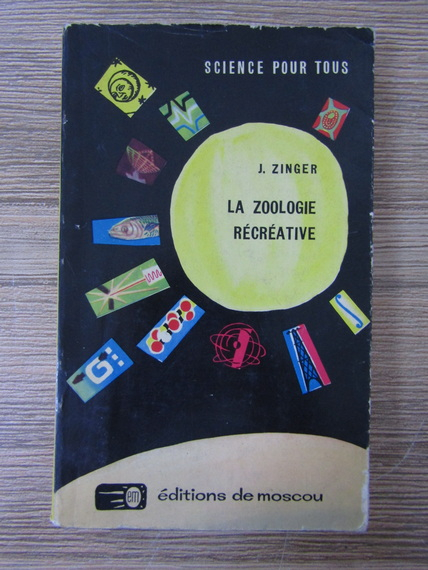 SCIENCE POUR TOUS
J. ZINGER
LA ZOOLOGIE
RÉCRÉATIVE
G
em
éditions de moscou